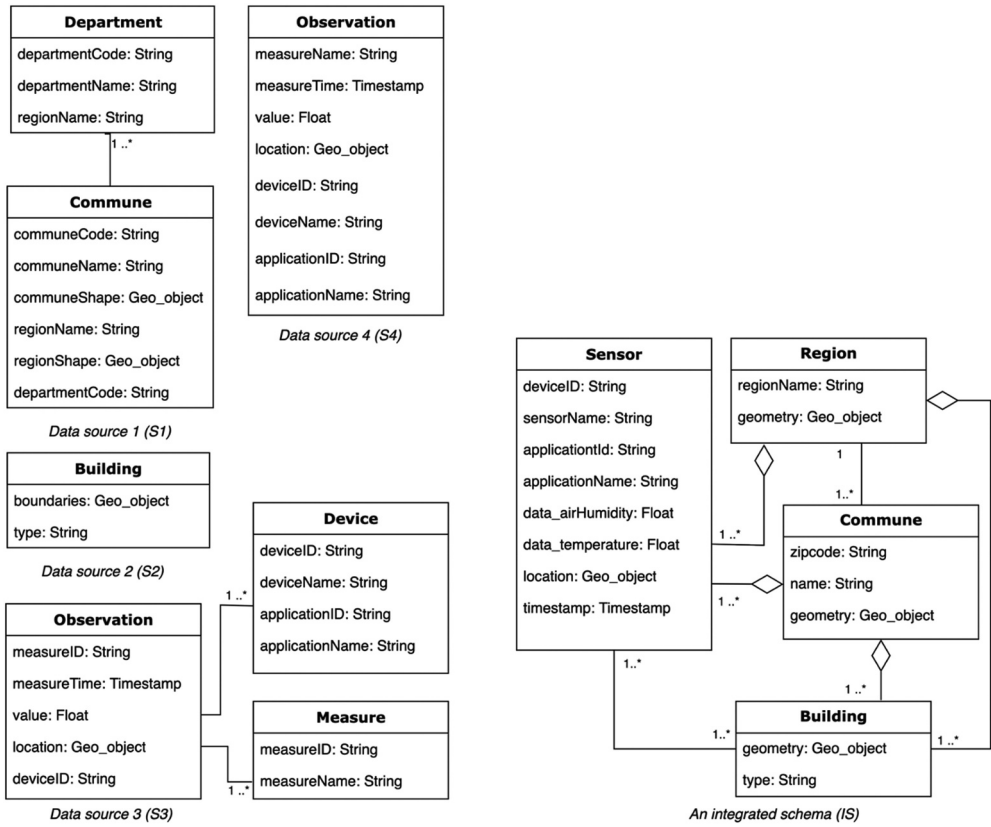 Department
departmentCode: String
departmentName: String
regionName: String
1 ..*
Commune
communeCode: String
communeName: String
communeShape: Geo_object
regionName: String
regionShape: Geo_object
departmentCode: String
Data source 1 (S1)
Observation
measureName: String
measureTime: Timestamp
value: Float
location: Geo_object
deviceID: String
deviceName: String
applicationID: String
applicationName: String
Data source 4 (S4)
Building
boundaries: Geo_object
type: String
Data source 2 (S2)
Observation
measureID: String
measureTime: Timestamp
value: Float
location: Geo_object
deviceID: String
Data source 3 (S3)
1 ..*
Device
deviceID: String
deviceName: String
applicationID: String
applicationName: String
1 ..*
Measure
measureID: String
measureName: String
Sensor
deviceID: String
sensorName: String
applicationtId: String
applicationName: String
data_airHumidity: Float
data_temperature: Float
location: Geo_object
timestamp: Timestamp
1 ..*
1 ..*
1..*
Region
regionName: String
geometry: Geo_object
1
1..*
Commune
zipcode: String
name: String
geometry: Geo_object
1 ..*
1..*
Building
geometry: Geo_object
type: String
1 ..*
An integrated schema (IS)